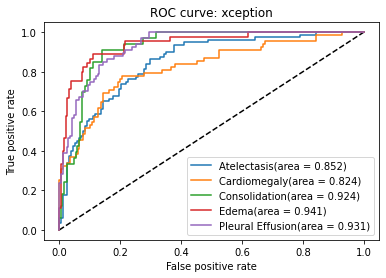 ROC curve: xception
True positive rate
1.0
0.8
0.6
0.4
0.2
0.0
Atelectasis(area = 0.852)
Cardiomegaly(area = 0.824)
Consolidation(area = 0.924)
Edema(area = 0.941)
Pleural Effusion(area = 0.931)
0.0 0.2 0.4 0.6 0.8 1.0
False positive rate